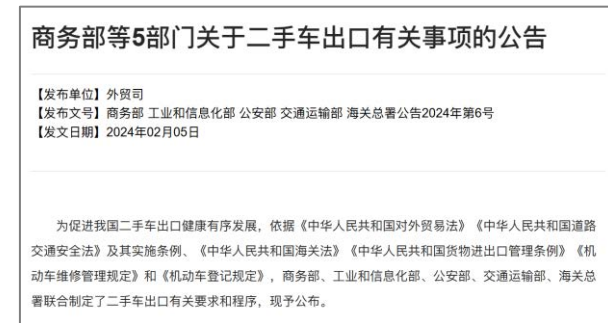 商务部等5部门关于二手车出口有关事项的公告
【发布单位】外贸司
【发布文号】商务部 工业和信息化部 公安部 交通运输部 海关总署公告2024年第6号
【发文日期】2024年02月05日
为促进我国二手车出口健康有序发展，依据《中华人民共和国对外贸易法》《中华人民共和国道路
交通安全法》及其实施条例、《中华人民共和国海关法》《中华人民共和国货物进出口管理条例》《机
动车维修管理规定》和《机动车登记规定》，商务部、工业和信息化部、公安部、交通运输部、海关总
署联合制定了二手车出口有关要求和程序，现予公布。